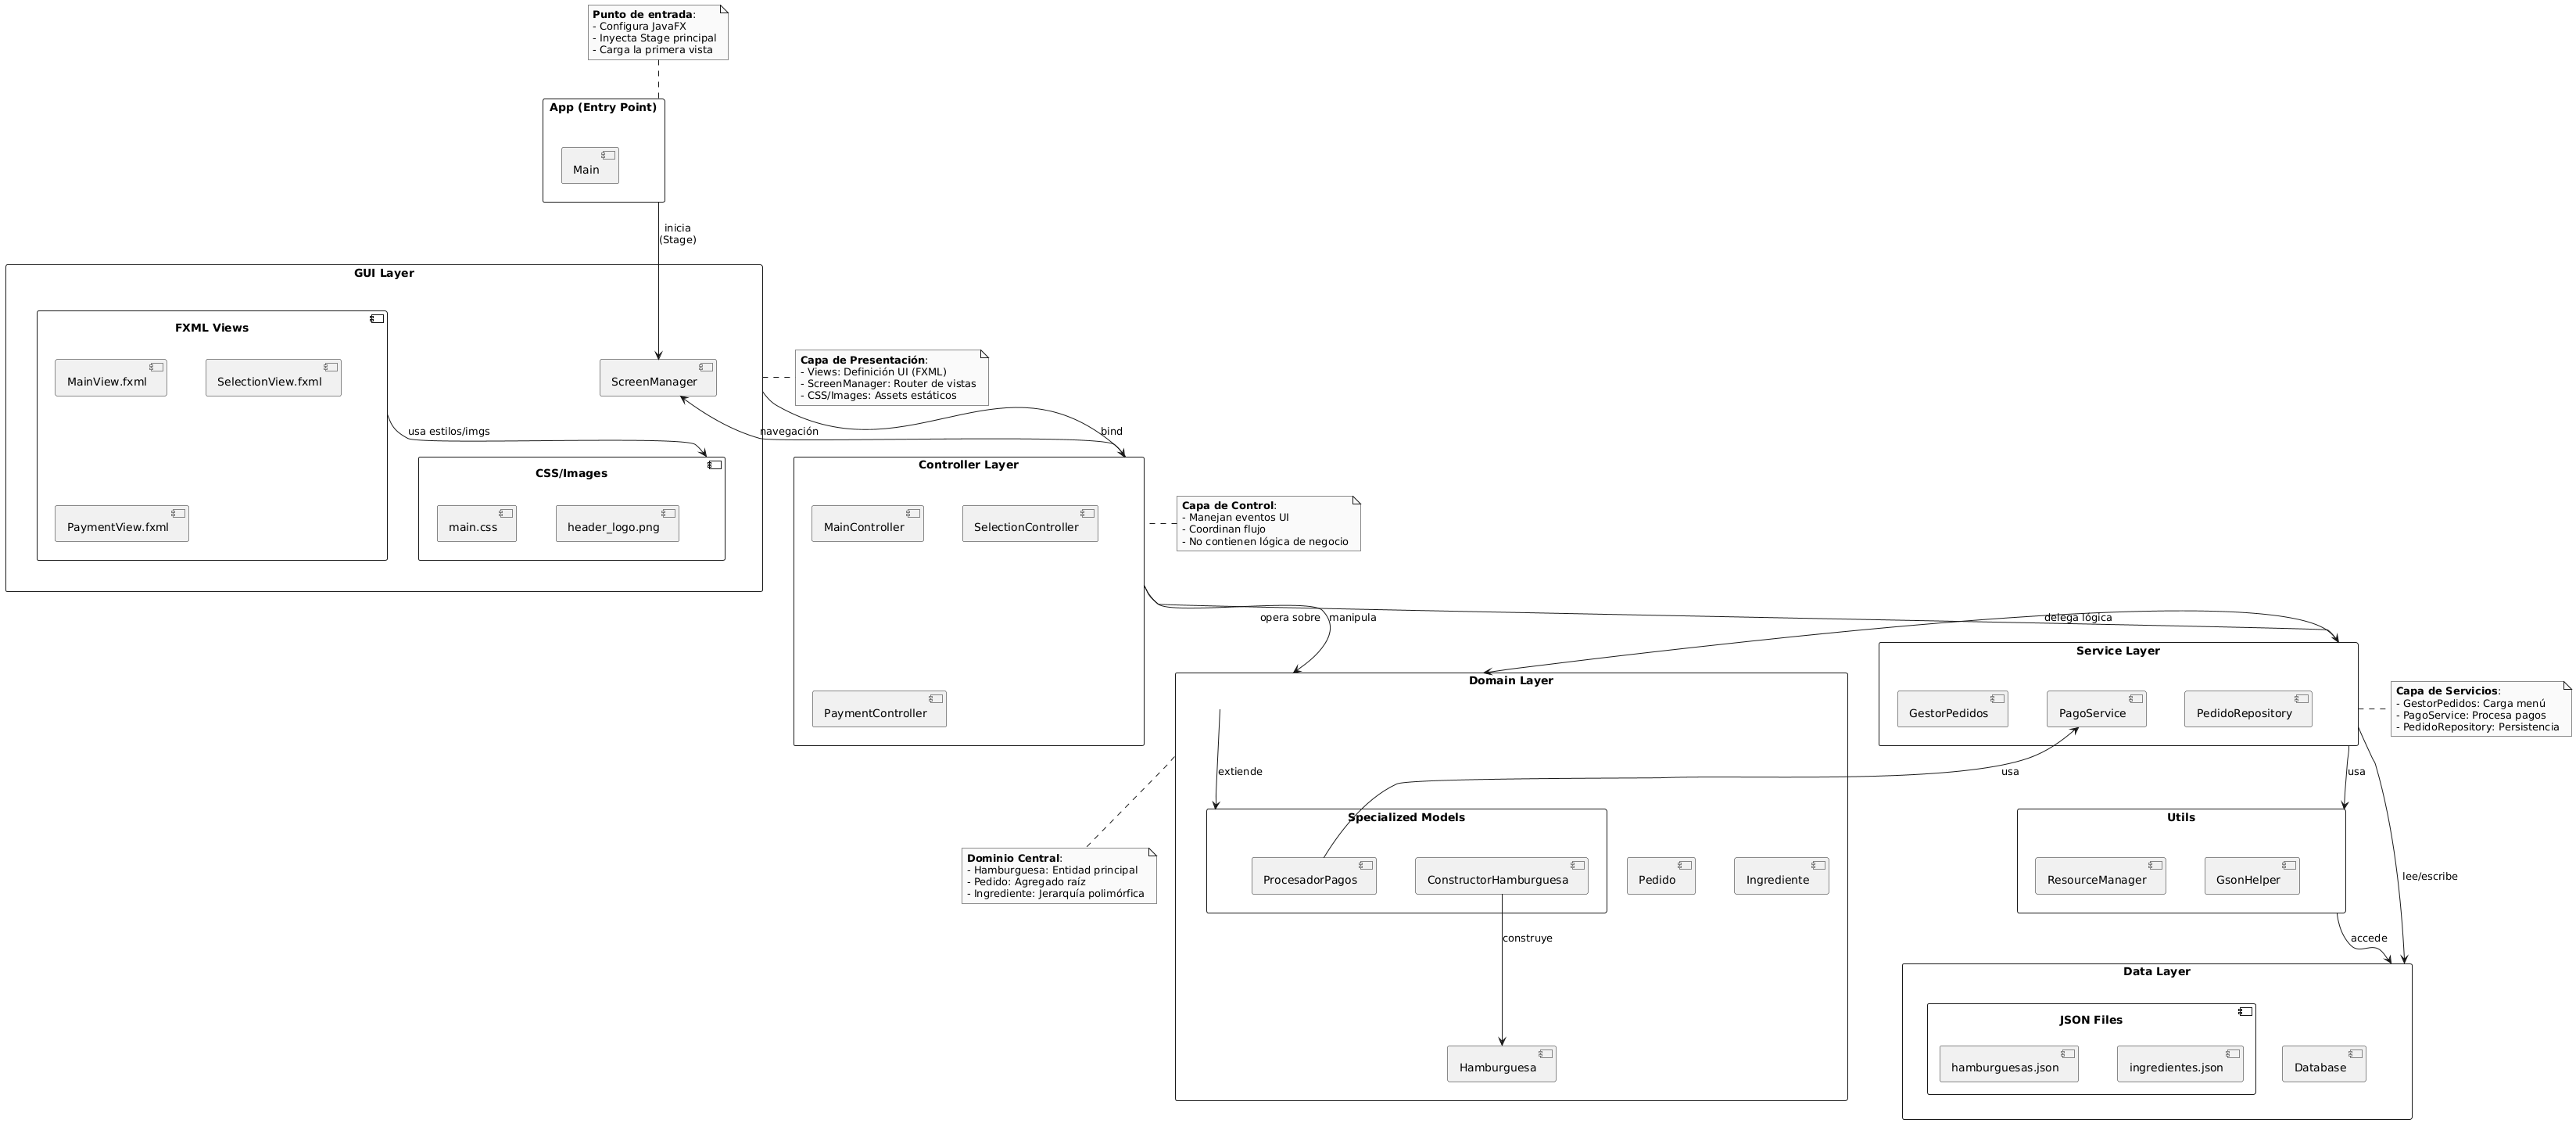 Punto de entrada:
- Configura JavaFX
- Inyecta Stage principal
- Carga la primera vista
App (Entry Point)
Main
inicia
(Stage)
GUI Layer
FXML Views
MainView.fxml
SelectionView.fxml
PaymentView.fxml
ScreenManager
usa estilos/imgs
CSS/Images
main.css
header_logo.png
Capa de Presentación:
- Views: Definición UI (FXML)
- ScreenManager: Router de vistas
- CSS/Images: Assets estáticos
navegación
bind
Controller Layer
MainController
SelectionController
PaymentController
Capa de Control:
- Manejan eventos UI
- Coordinan flujo
- No contienen lógica de negocio
opera sobre
manipula
delega lógica
Domain Layer
extiende
Specialized Models
ProcesadorPagos
ConstructorHamburguesa
Pedido
Ingrediente
construye
Hamburguesa
Dominio Central:
- Hamburguesa: Entidad principal
- Pedido: Agregado raíz
- Ingrediente: Jerarquía polimórfica
Service Layer
GestorPedidos
PagoService
PedidoRepository
Capa de Servicios:
- GestorPedidos: Carga menú
- PagoService: Procesa pagos
- PedidoRepository: Persistencia
usa
usa
Utils
ResourceManager
GsonHelper
lee/escribe
accede
Data Layer
JSON Files
hamburguesas.json
ingredientes.json
Database